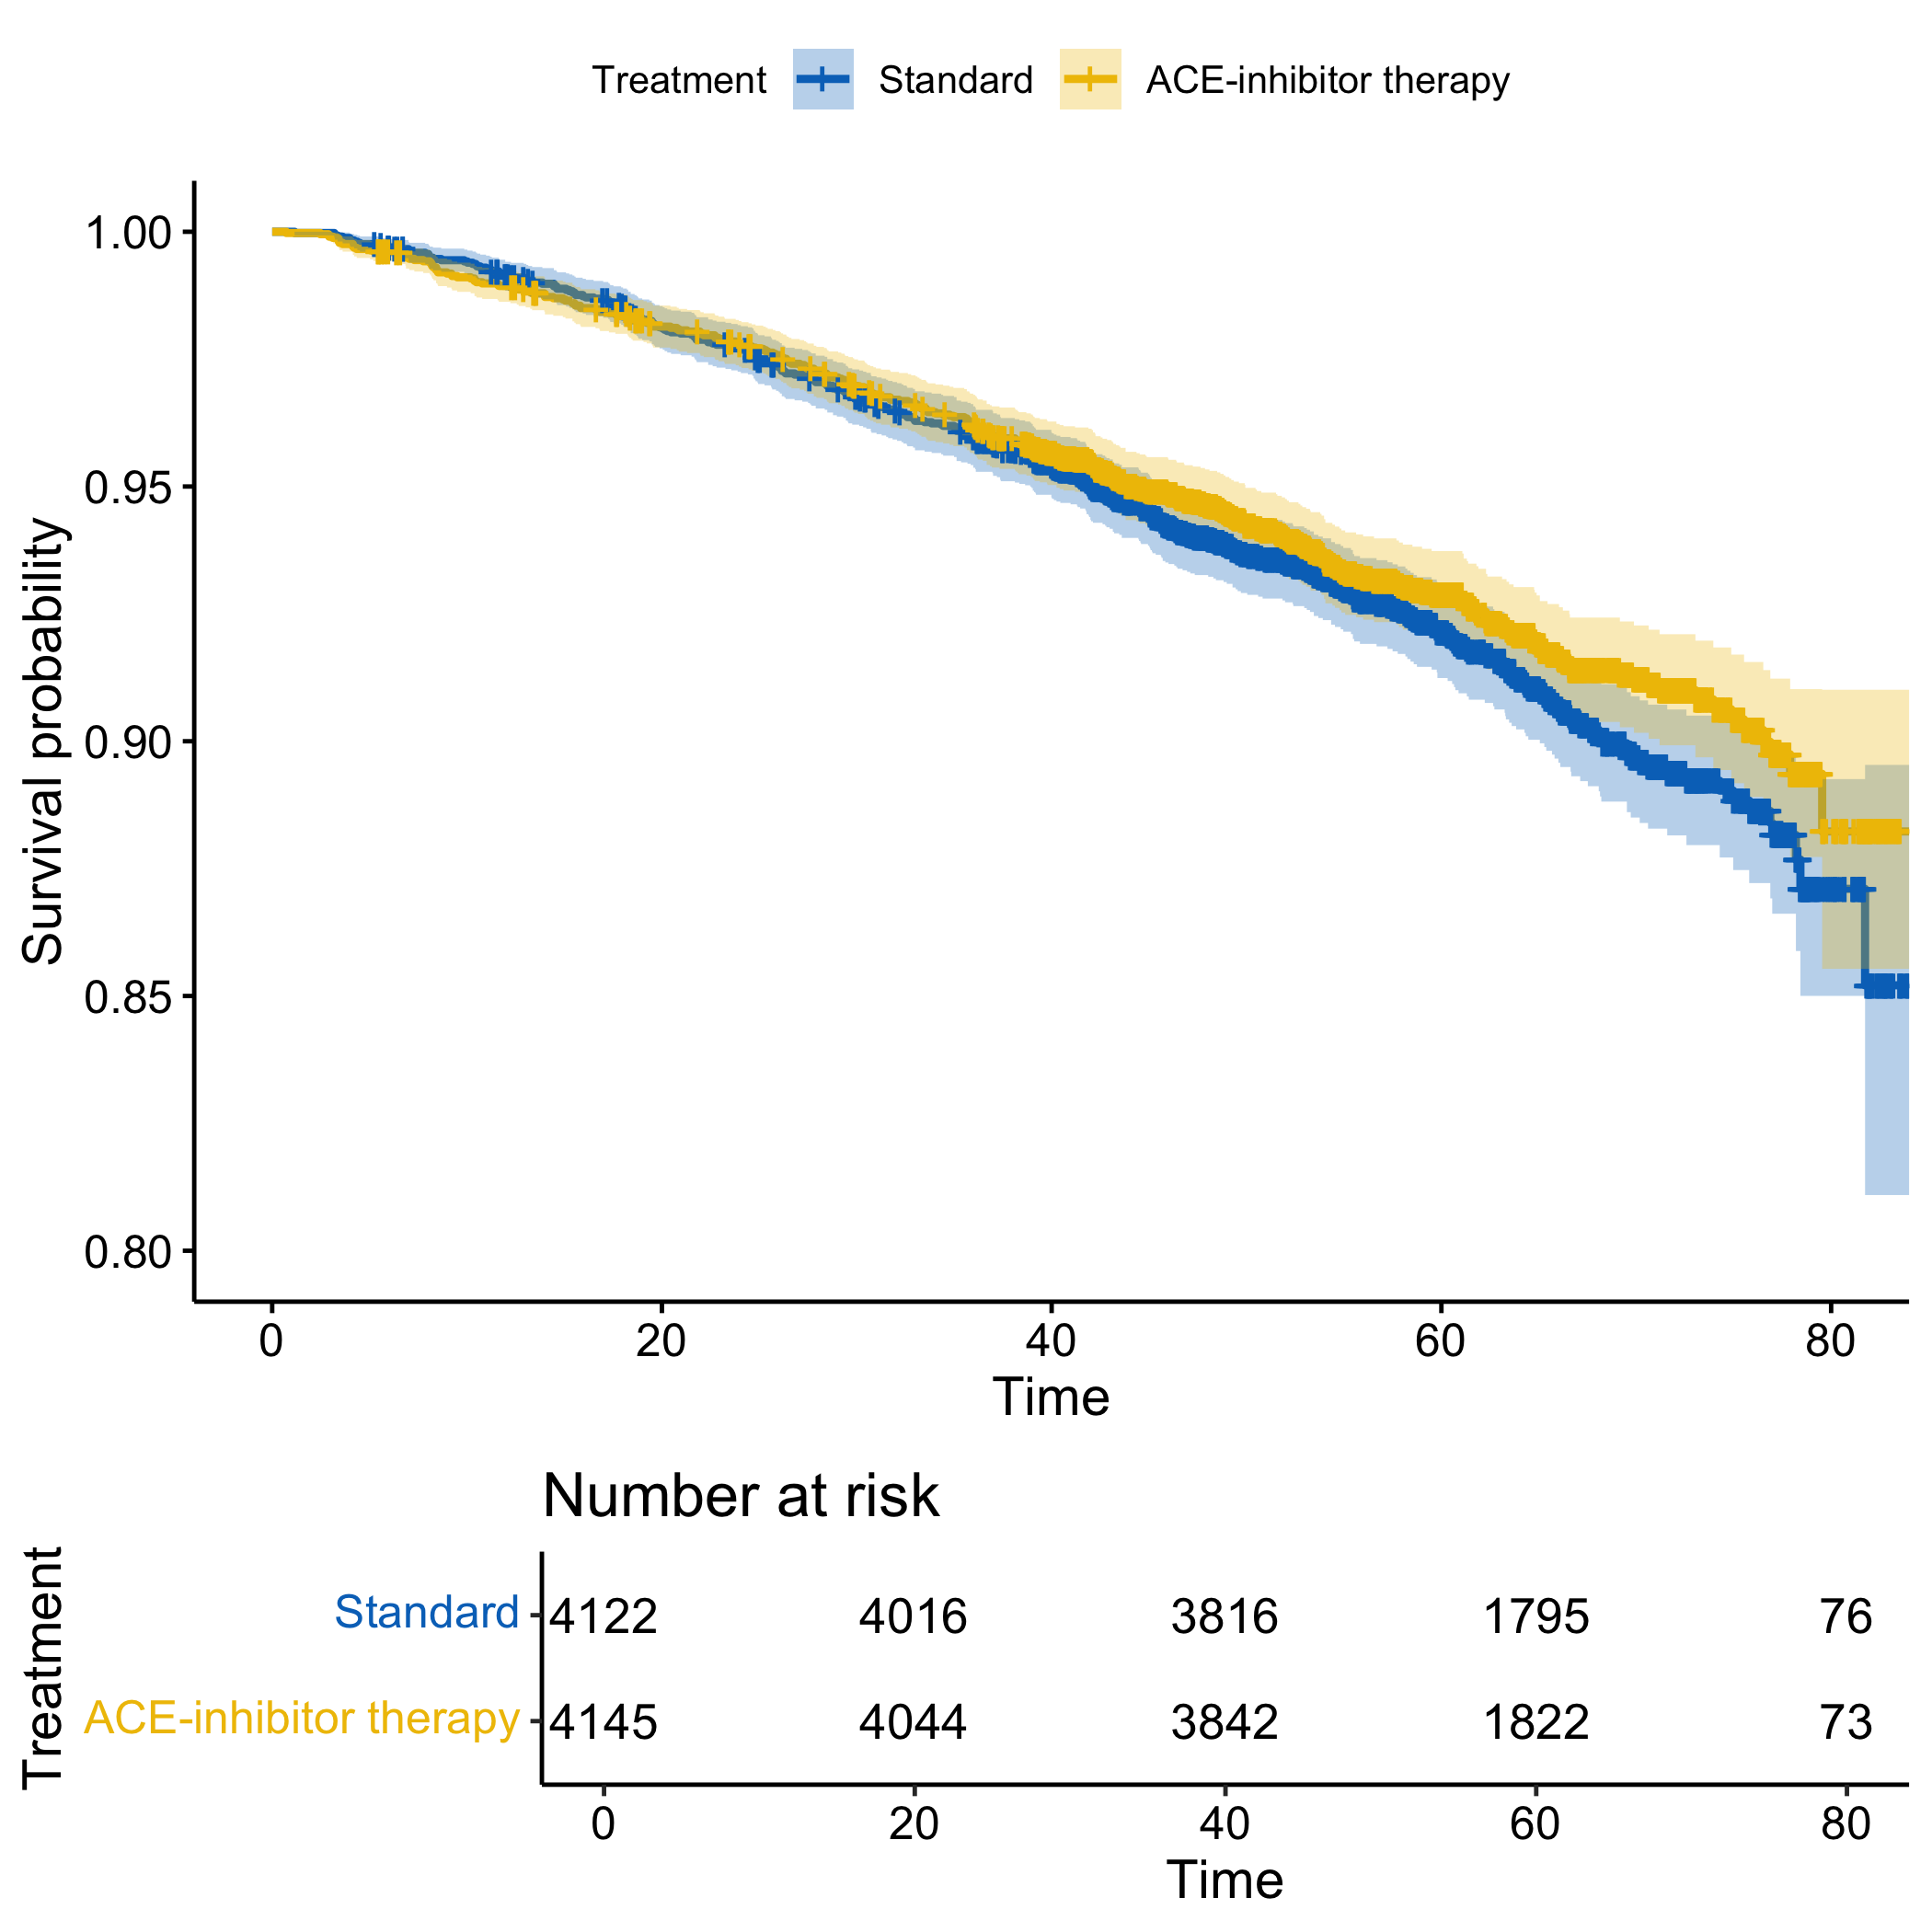 Treatment Standard ACE-inhibitor therapy
Survival probability
1.00
0.95
0.90
0.85
0.80
0 20 40 60 80
Time
Number at risk
Treatment
Standard 4122 4016 3816 1795 76
ACE-inhibitor therapy 4145 4044 3842 1822 73
0 20 40 60 80
Time